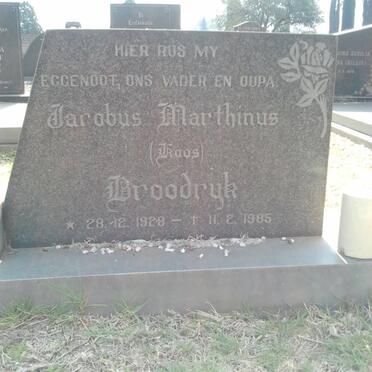 HIER RUS MY
EGGENOOT, ONS VADER EN OUPA
Jacobus Marthinus
(Koos)
Broodryk
* 28.12.1928 - † 11.2.1985